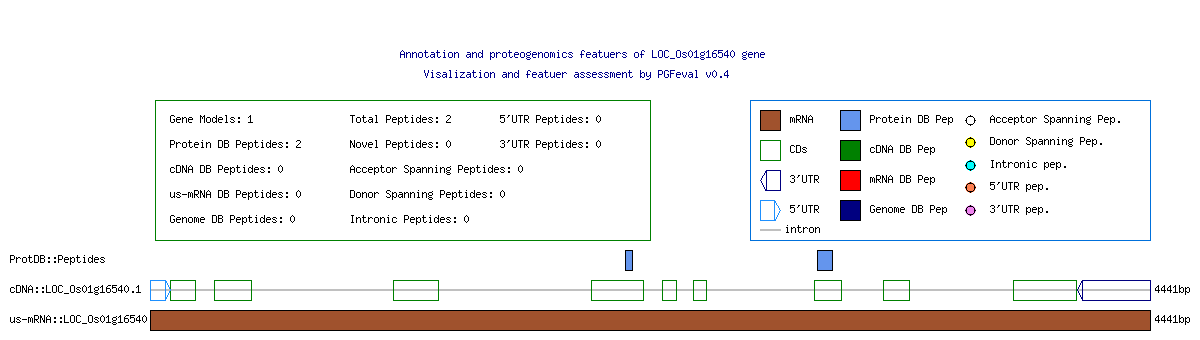 Annotation and proteogenomics featuers of LOC_Os01g16540 gene
Visalization and featuer assessment by PGFeval v0.4
Gene Models: 1 Total Peptides: 2 5'UTR Peptides: 0
Protein DB Peptides: 2 Novel Peptides: 0 3'UTR Peptides: 0
cDNA DB Peptides: 0 Acceptor Spanning Peptides: 0
us-mRNA DB Peptides: 0 Donor Spanning Peptides: 0
Genome DB Peptides: 0 Intronic Peptides: 0
mRNA Protein DB Pep Acceptor Spanning Pep.
CDs cDNA DB Pep Donor Spanning Pep.
3'UTR mRNA DB Pep Intronic pep.
5'UTR Genome DB Pep 5'UTR pep.
intron 3'UTR pep.
ProtDB::Peptides
cDNA::LOC_Os01g16540.1 4441bp
us-mRNA::LOC_Os01g16540 4441bp